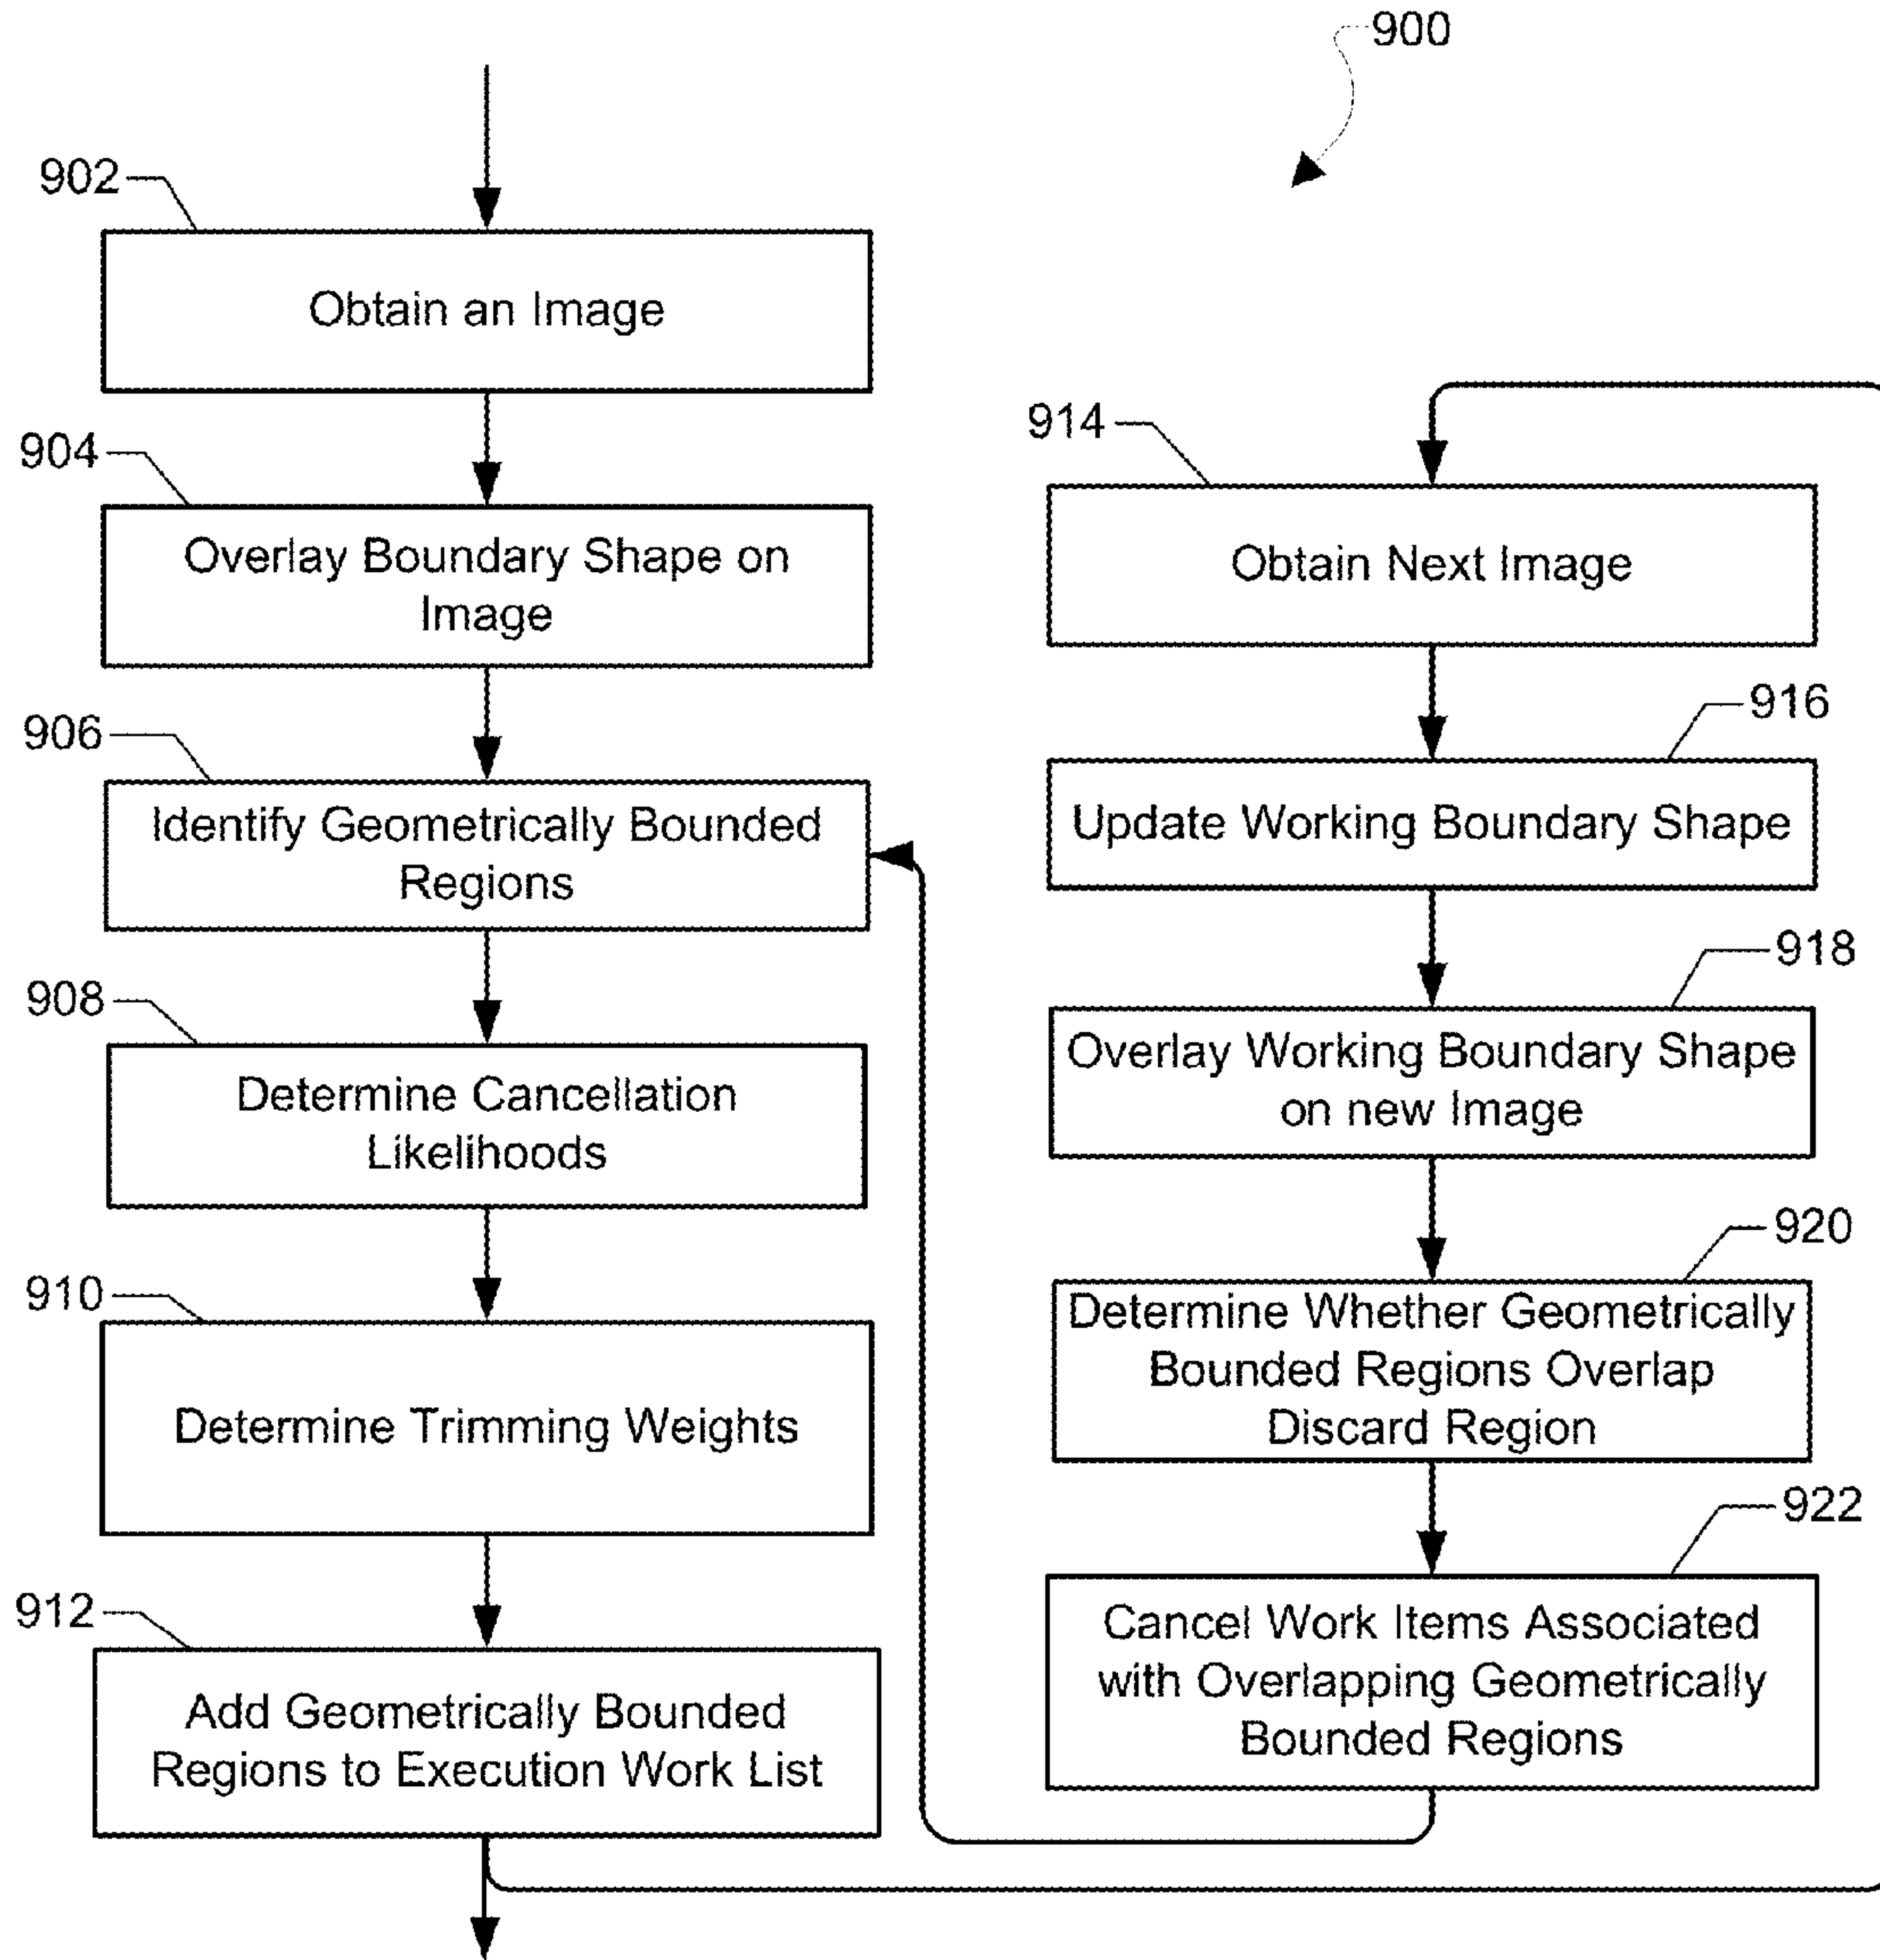 900
902
Obtain an Image
904
Overlay Boundary Shape on
Image
906
Identify Geometrically Bounded
Regions
908
Determine Cancellation
Likelihoods
910
Determine Trimming Weights
912
Add Geometrically Bounded
Regions to Execution Work List
914
Obtain Next Image
916
Update Working Boundary Shape
918
Overlay Working Boundary Shape
on new Image
920
Determine Whether Geometrically
Bounded Regions Overlap
Discard Region
922
Cancel Work Items Associated
with Overlapping Geometrically
Bounded Regions